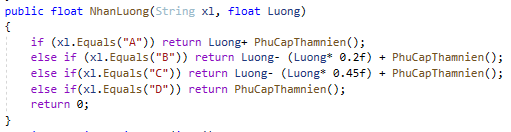 public float NhanLuong(String xl, float Luong)
{
if (xl.Equals("A")) return Luong+ PhuCapThamnien();
else if (xl.Equals("B")) return Luong- (Luong* 0.2f) + PhuCapThamnien();
else if(xl.Equals("C")) return Luong- (Luong* 0.45f) + PhuCapThamnien();
else if(xl.Equals("D")) return PhuCapThamnien();
return 0;
}